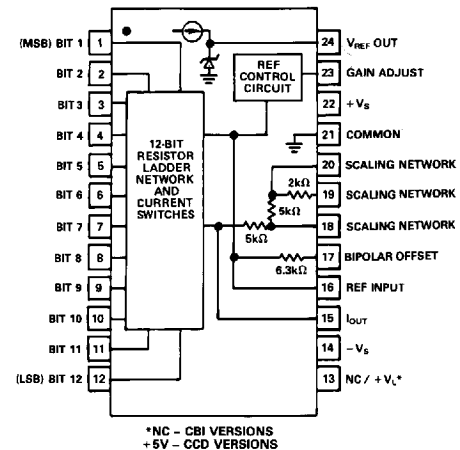 (MSB) BIT 1 1
BIT 2 2
BIT 3 3
BIT 4 4
BIT 5 5
BIT 6 6
BIT 7 7
BIT 8 8
BIT 9 9
BIT 10 10
BIT 11 11
(LSB) BIT 12 12
12-BIT
RESISTOR
LADDER
NETWORK
AND
CURRENT
SWITCHES
REF
CONTROL
CIRCUIT
2kΩ
5kΩ
5kΩ
6.3kΩ
24 VREF OUT
23 GAIN ADJUST
22 +VS
21 COMMON
20 SCALING NETWORK
19 SCALING NETWORK
18 SCALING NETWORK
17 BIPOLAR OFFSET
16 REF INPUT
15 IOUT
14 –VS
13 NC / +VL*
*NC – CBI VERSIONS
+5V – CCD VERSIONS